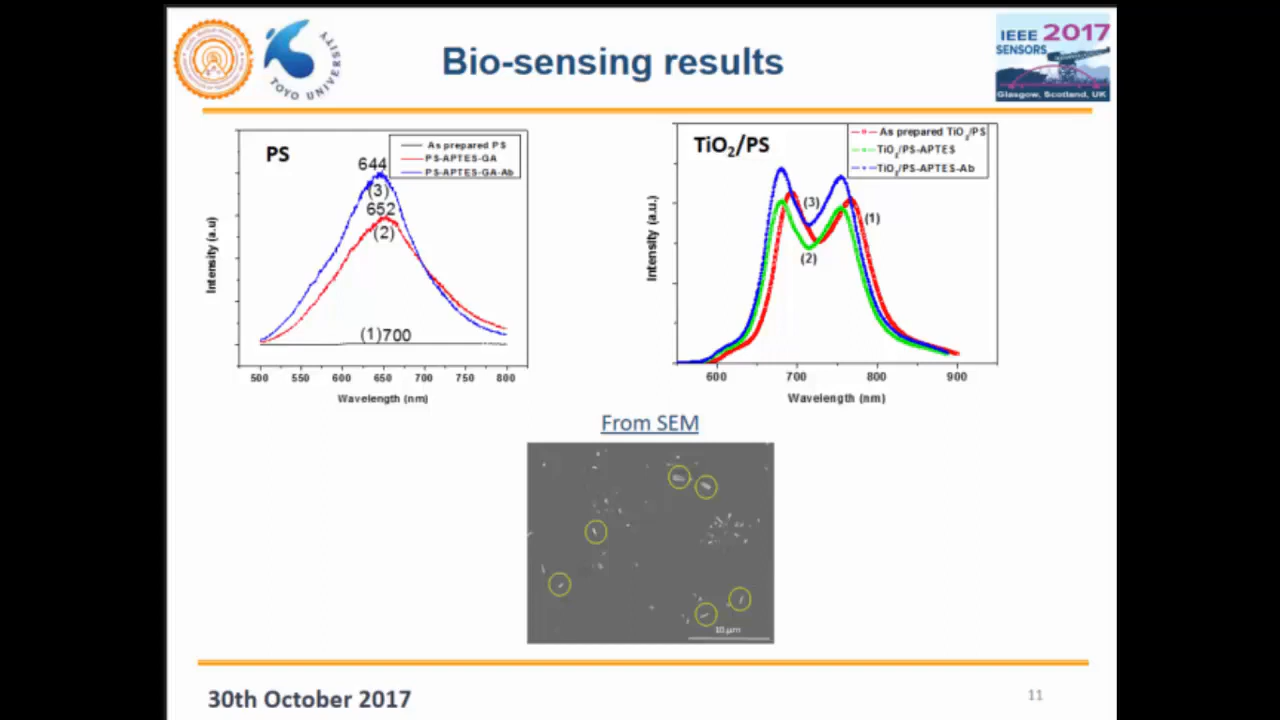 TOYO UNIVERSITY
Bio-sensing results
IEEE 2017
SENSORS
Glasgow, Scotland, UK
PS
As prepared PS
PS-APTES-GA
PS-APTES-GA-Ab
644
(3)
652
(2)
(1)700
Intensity (a.u)
500 550 600 650 700 750 800
Wavelength (nm)
TiO2/PS
As prepared TiO2/PS
TiO2/PS-APTES
TiO2/PS-APTES-Ab
(3)
(1)
(2)
Intensity (a.u.)
600 700 800 900
Wavelength (nm)
From SEM
10 µm
30th October 2017
11